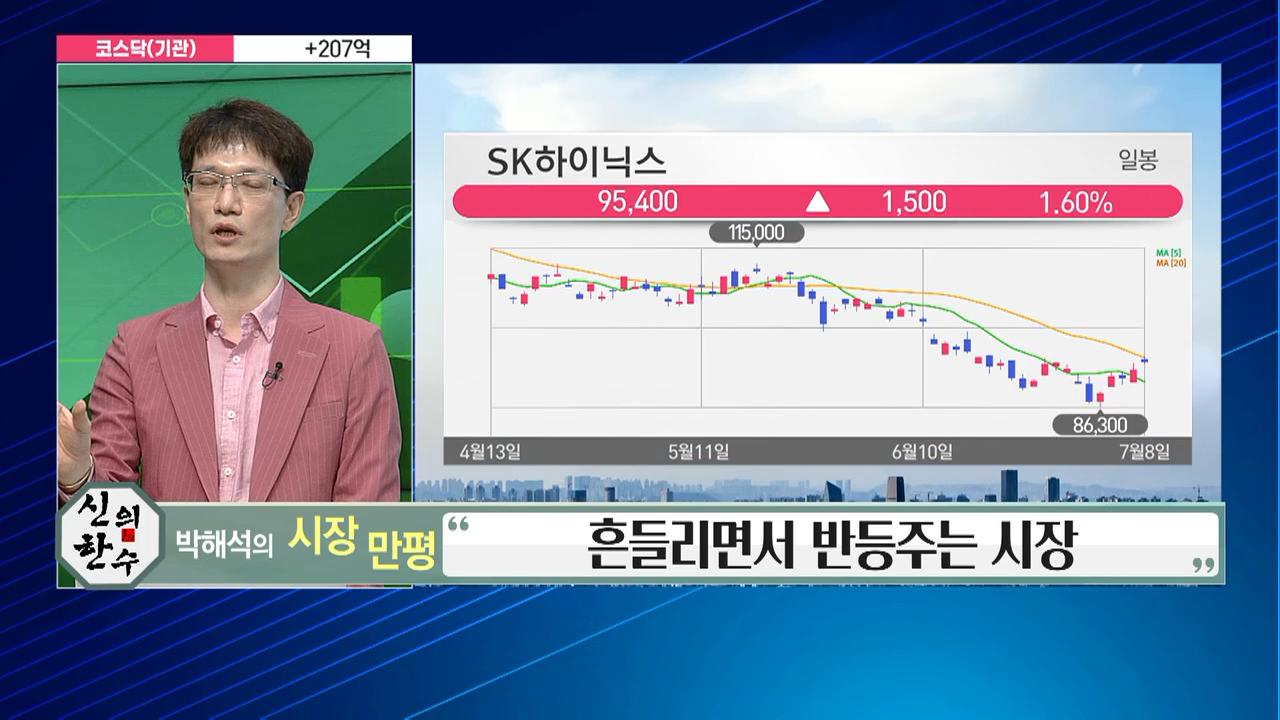 코스닥(기관) +207억
SK하이닉스 일봉
95,400 ▲ 1,500 1.60%
115,000
MA [5]
MA [20]
86,300
4월13일 5월11일 6월10일 7월8일
신의
한수
박해석의 시장 만평
“ 흔들리면서 반등주는 시장 ”